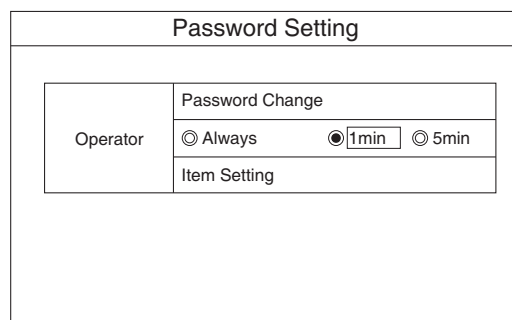 Password Setting
Password Change
Operator
Always 1min 5min
Item Setting